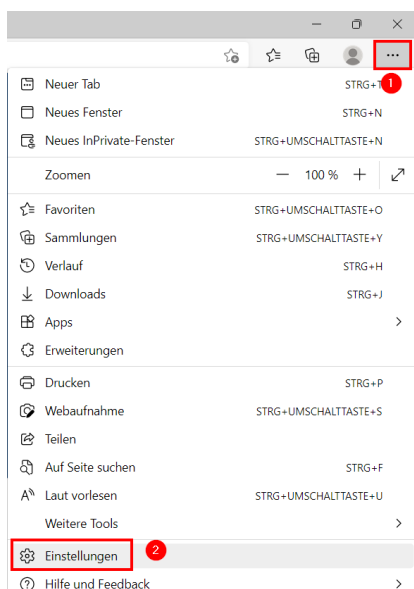 1
Neuer Tab STRG+T
Neues Fenster STRG+N
Neues InPrivate-Fenster STRG+UMSCHALTTASTE+N
Zoomen — 100 % +
Favoriten STRG+UMSCHALTTASTE+O
Sammlungen STRG+UMSCHALTTASTE+Y
Verlauf STRG+H
Downloads STRG+J
Apps
Erweiterungen
Drucken STRG+P
Webaufnahme STRG+UMSCHALTTASTE+S
Teilen
Auf Seite suchen STRG+F
Laut vorlesen STRG+UMSCHALTTASTE+U
Weitere Tools
Einstellungen 2
Hilfe und Feedback